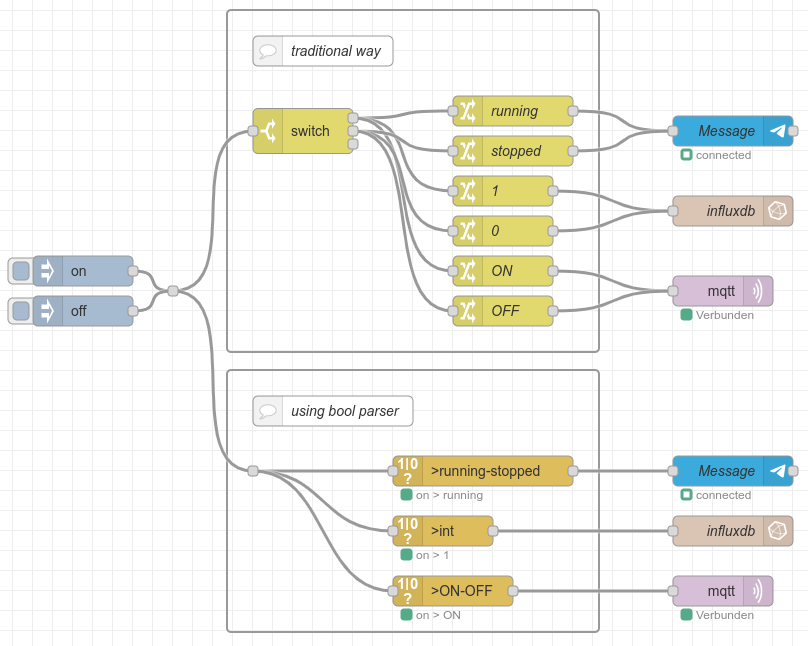 traditional way
switch
running
stopped
1
0
ON
OFF
Message
connected
influxdb
mqtt
Verbunden
on
off
using bool parser
1|0
?
>running-stopped
on > running
Message
connected
1|0
?
>int
on > 1
influxdb
1|0
?
>ON-OFF
on > ON
mqtt
Verbunden